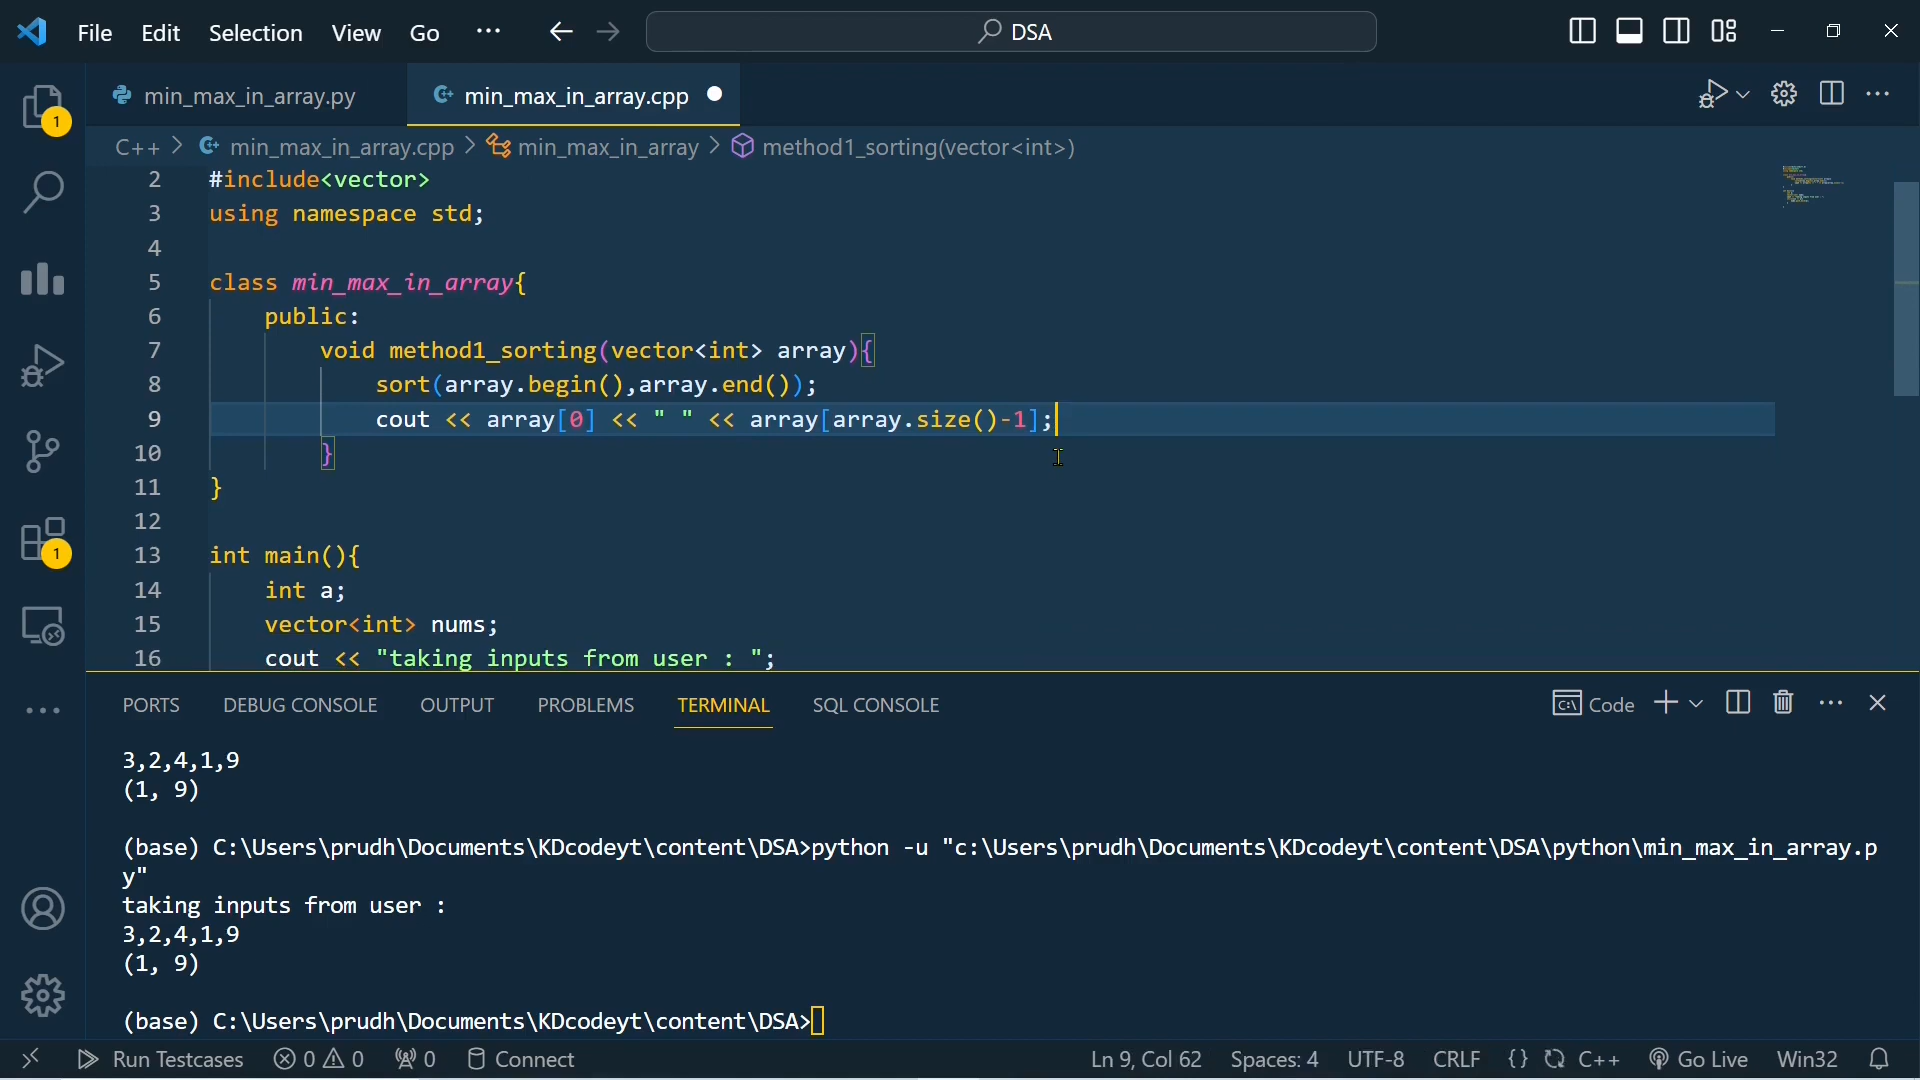 File Edit Selection View Go ··· DSA
min_max_in_array.py min_max_in_array.cpp
C++ > min_max_in_array.cpp > min_max_in_array > method1_sorting(vector<int>)
2 #include<vector>
3 using namespace std;
4
5 class min_max_in_array{
6 public:
7 void method1_sorting(vector<int> array){
8 sort(array.begin(),array.end());
9 cout << array[0] << " " << array[array.size()-1];
10 }
11 }
12
13 int main(){
14 int a;
15 vector<int> nums;
16 cout << "taking inputs from user : ";
1
1
PORTS DEBUG CONSOLE OUTPUT PROBLEMS TERMINAL SQL CONSOLE Code
3,2,4,1,9
(1, 9)
(base) C:\Users\prudh\Documents\KDcodeyt\content\DSA>python -u "c:\Users\prudh\Documents\KDcodeyt\content\DSA\python\min_max_in_array.p
y"
taking inputs from user :
3,2,4,1,9
(1, 9)
(base) C:\Users\prudh\Documents\KDcodeyt\content\DSA>
Run Testcases 0 0 0 Connect Ln 9, Col 62 Spaces: 4 UTF-8 CRLF {} C++ Go Live Win32